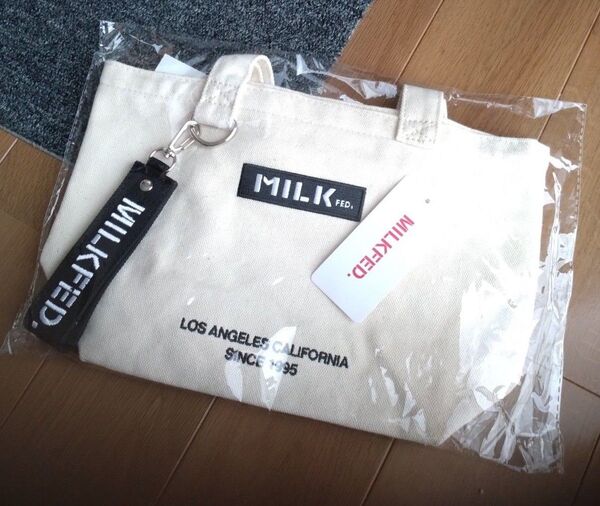 MILKFED.
MILK FED.
MILKFED.
LOS ANGELES CALIFORNIA
SINCE 1995